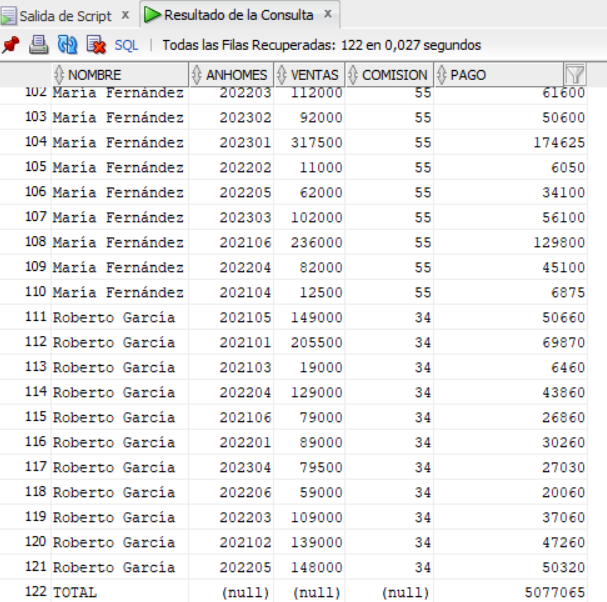 Salida de Script x Resultado de la Consulta x
SQL | Todas las Filas Recuperadas: 122 en 0,027 segundos
NOMBRE ANHOMES VENTAS COMISION PAGO
102 María Fernández 202203 112000 55 61600
103 María Fernández 202302 92000 55 50600
104 María Fernández 202301 317500 55 174625
105 María Fernández 202202 11000 55 6050
106 María Fernández 202205 62000 55 34100
107 María Fernández 202303 102000 55 56100
108 María Fernández 202106 236000 55 129800
109 María Fernández 202204 82000 55 45100
110 María Fernández 202104 12500 55 6875
111 Roberto García 202105 149000 34 50660
112 Roberto García 202101 205500 34 69870
113 Roberto García 202103 19000 34 6460
114 Roberto García 202204 129000 34 43860
115 Roberto García 202106 79000 34 26860
116 Roberto García 202201 89000 34 30260
117 Roberto García 202304 79500 34 27030
118 Roberto García 202206 59000 34 20060
119 Roberto García 202203 109000 34 37060
120 Roberto García 202102 139000 34 47260
121 Roberto García 202205 148000 34 50320
122 TOTAL (null) (null) (null) 5077065